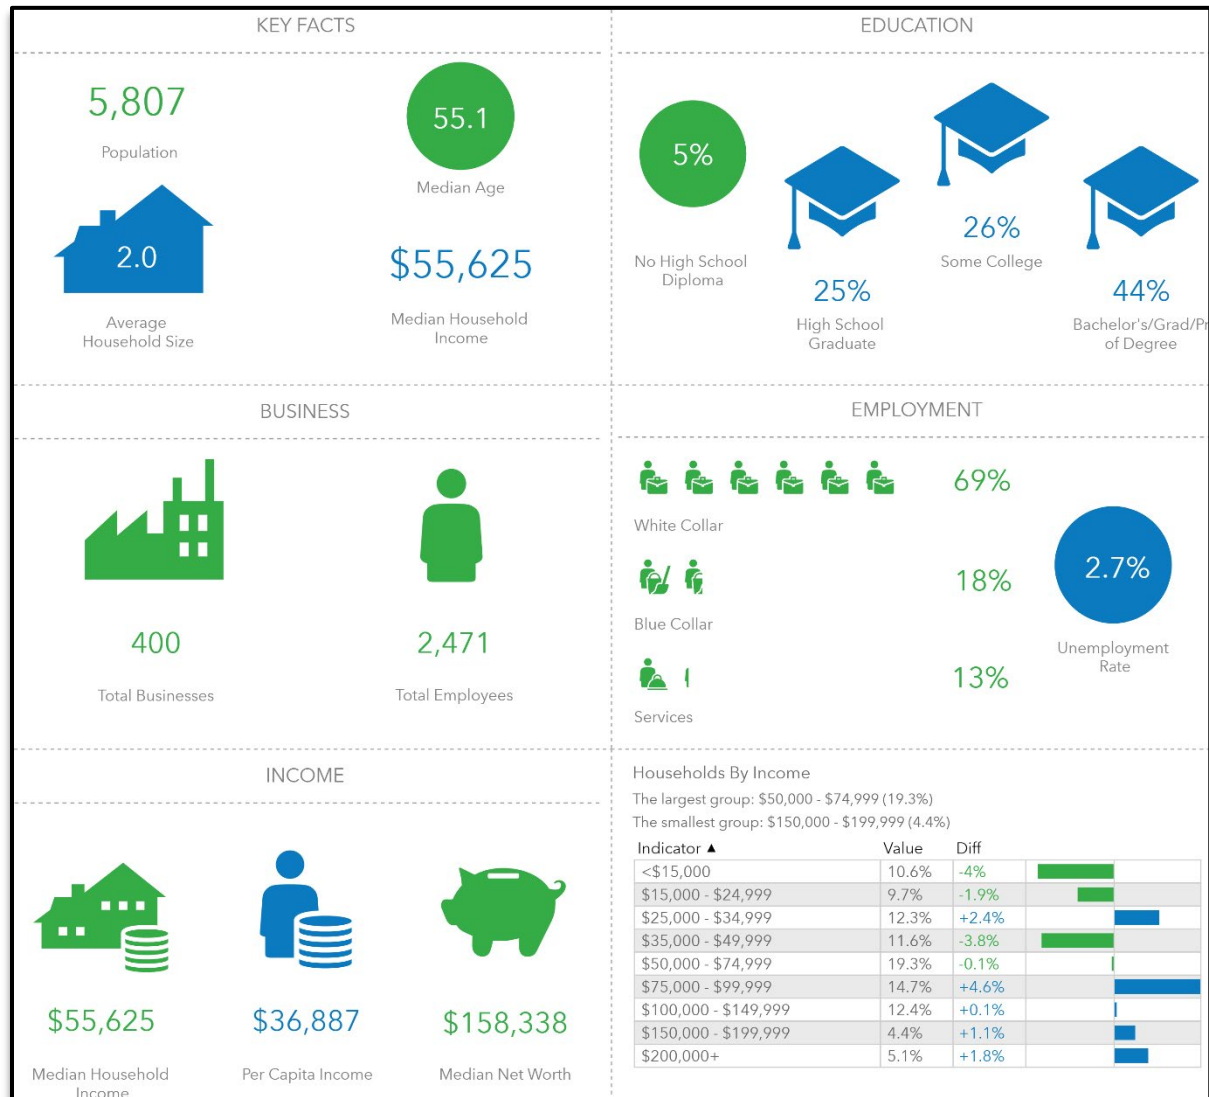 KEY FACTS
5,807
Population
55.1
Median Age
2.0
Average
Household Size
$55,625
Median Household
Income
EDUCATION
5%
No High School
Diploma
25%
High School
Graduate
26%
Some College
44%
Bachelor's/Grad/Pr
of Degree
BUSINESS
400
Total Businesses
2,471
Total Employees
EMPLOYMENT
69%
White Collar
18%
Blue Collar
13%
Services
2.7%
Unemployment
Rate
INCOME
$55,625
Median Household
Income
$36,887
Per Capita Income
$158,338
Median Net Worth
Households By Income
The largest group: $50,000 - $74,999 (19.3%)
The smallest group: $150,000 - $199,999 (4.4%)
Indicator ▲ Value Diff
<$15,000 10.6% -4%
$15,000 - $24,999 9.7% -1.9%
$25,000 - $34,999 12.3% +2.4%
$35,000 - $49,999 11.6% -3.8%
$50,000 - $74,999 19.3% -0.1%
$75,000 - $99,999 14.7% +4.6%
$100,000 - $149,999 12.4% +0.1%
$150,000 - $199,999 4.4% +1.1%
$200,000+ 5.1% +1.8%